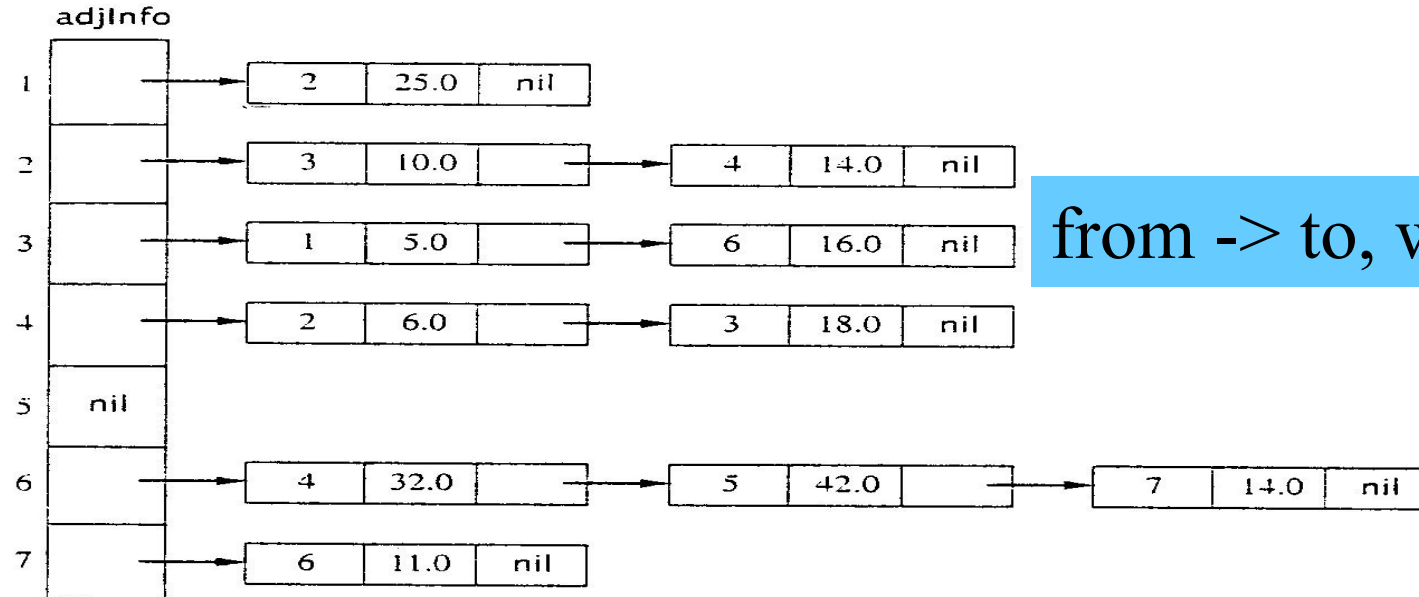 adjInfo
1 2 25.0 nil
2 3 10.0 4 14.0 nil
3 1 5.0 6 16.0 nil
from -> to,
4 2 6.0 3 18.0 nil
5 nil
6 4 32.0 5 42.0 7 14.0 nil
7 6 11.0 nil